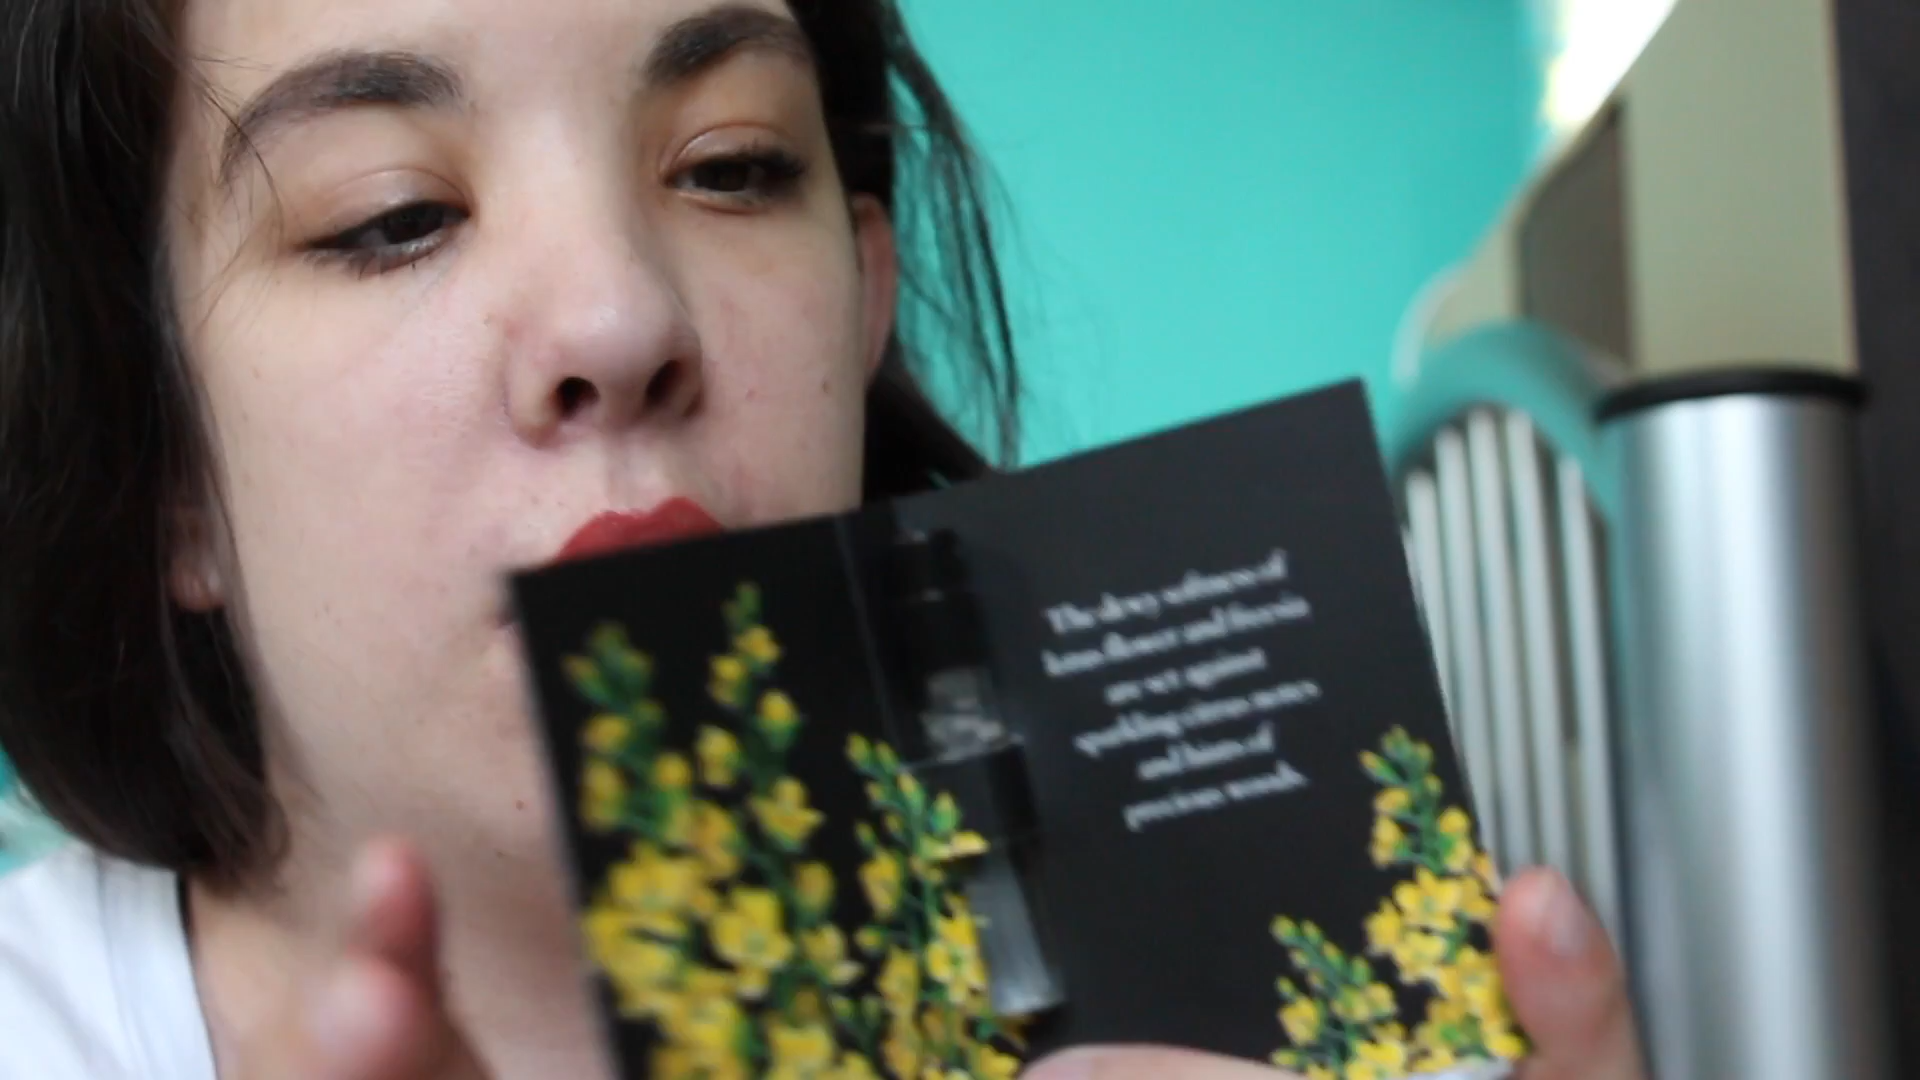 The dewy softness of
lotus flower and freesia
are set against
sparkling citrus notes
and hints of
precious woods.